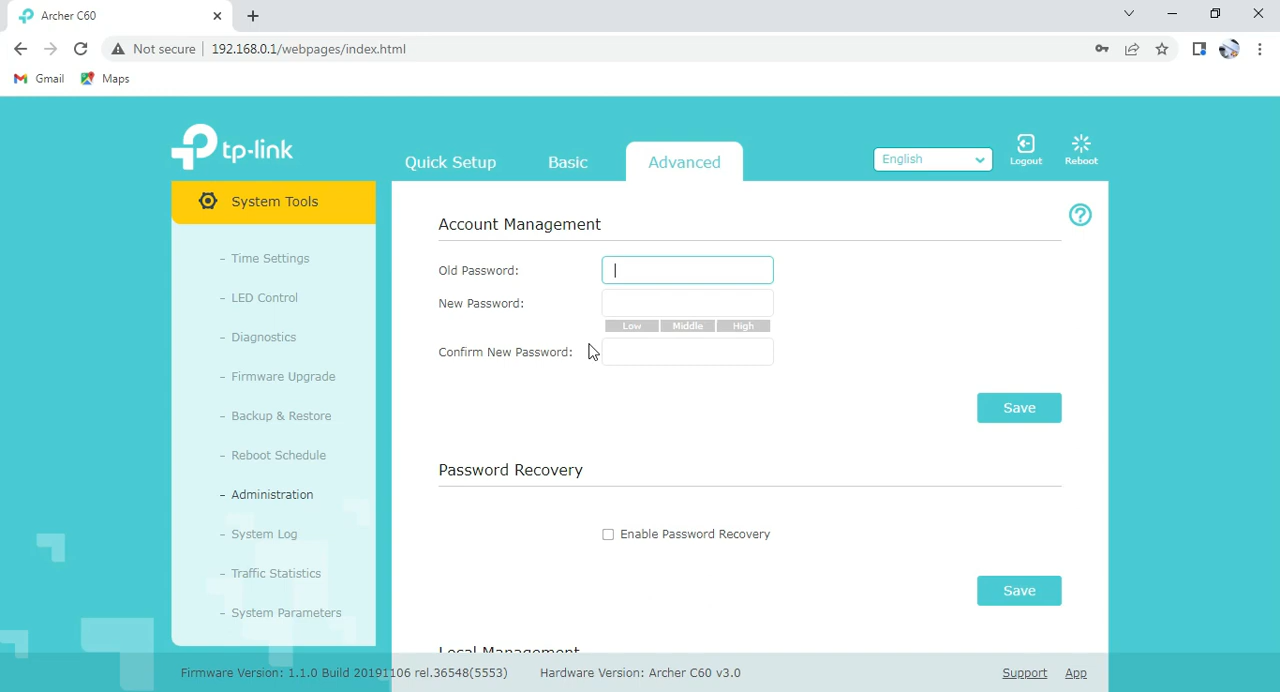 Archer C60
Not secure 192.168.0.1/webpages/index.html
Gmail Maps
tp-link
Quick Setup Basic Advanced English Logout Reboot
System Tools
- Time Settings
- LED Control
- Diagnostics
- Firmware Upgrade
- Backup & Restore
- Reboot Schedule
- Administration
- System Log
- Traffic Statistics
- System Parameters
Account Management
?
Old Password:
New Password:
Low Middle High
Confirm New Password:
Save
Password Recovery
Enable Password Recovery
Save
Local Management
Firmware Version: 1.1.0 Build 20191106 rel.36548(5553) Hardware Version: Archer C60 v3.0 Support App